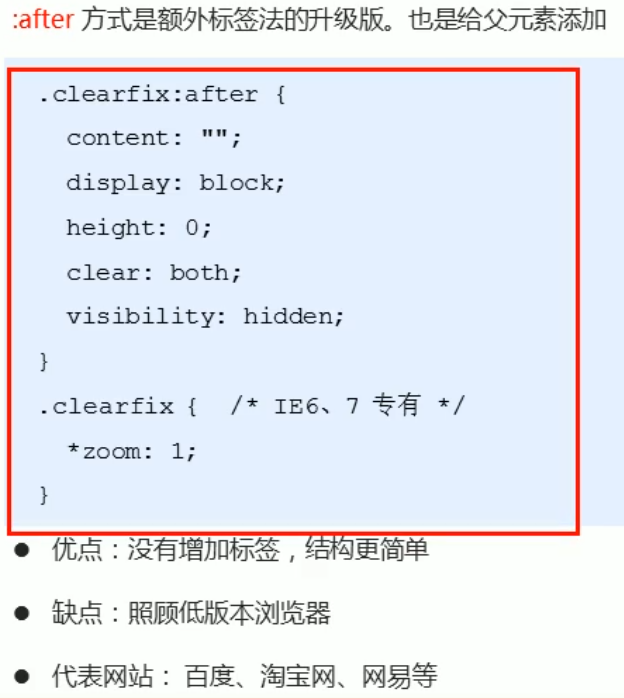 :after 方式是额外标签法的升级版。也是给父元素添加
.clearfix:after {
content: "";
display: block;
height: 0;
clear: both;
visibility: hidden;
}
.clearfix { /* IE6、7 专有 */
*zoom: 1;
}
● 优点：没有增加标签，结构更简单
● 缺点：照顾低版本浏览器
● 代表网站： 百度、淘宝网、网易等